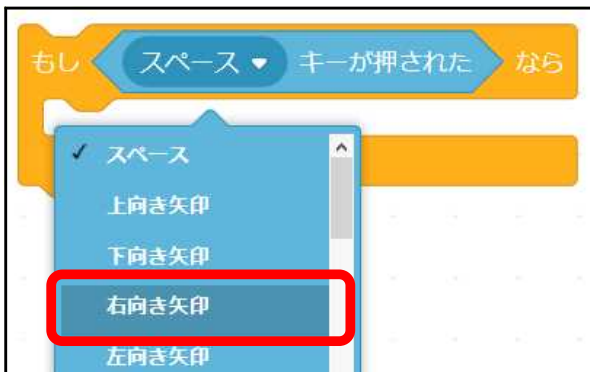 もし スペース キーが押された なら
✓ スペース
上向き矢印
下向き矢印
右向き矢印
左向き矢印